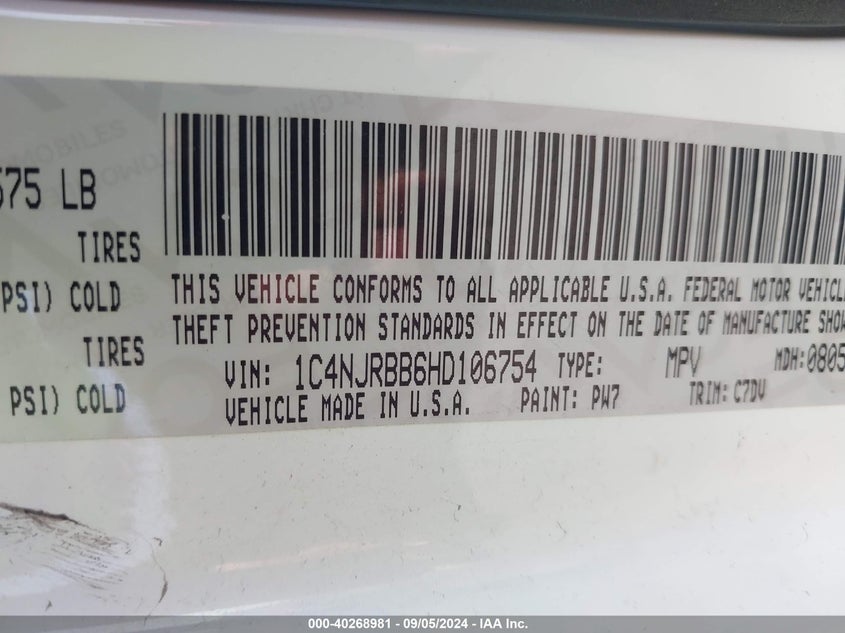 575 LB
TIRES
PSI) COLD
TIRES
PSI) COLD
THIS VEHICLE CONFORMS TO ALL APPLICABLE U.S.A. FEDERAL MOTOR VEHICLE
THEFT PREVENTION STANDARDS IN EFFECT ON THE DATE OF MANUFACTURE SHOW
VIN: 1C4NJRBB6HD106754 TYPE: MPV MDH:0805
VEHICLE MADE IN U.S.A. PAINT: PW7 TRIM: C7DV
000-40268981 - 09/05/2024 - IAA Inc.